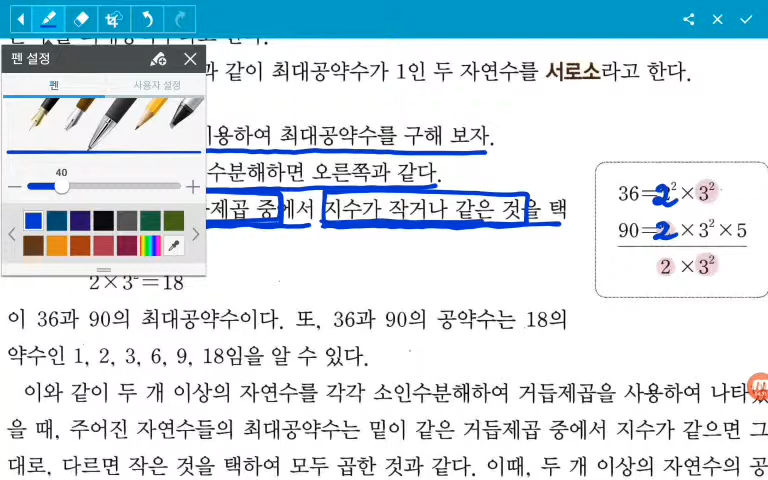 펜 설정
펜 사용자 설정
40
같이 최대공약수가 1인 두 자연수를 서로소라고 한다.
이용하여 최대공약수를 구해 보자.
수분해하면 오른쪽과 같다.
제곱 중에서 지수가 작거나 같은 것을 택
36=2²×3²
90=2×3²×5
2×3²
2×3²=18
이 36과 90의 최대공약수이다. 또, 36과 90의 공약수는 18의
약수인 1, 2, 3, 6, 9, 18임을 알 수 있다.
이와 같이 두 개 이상의 자연수를 각각 소인수분해하여 거듭제곱을 사용하여 나타
을 때, 주어진 자연수들의 최대공약수는 밑이 같은 거듭제곱 중에서 지수가 같으면 그
대로, 다르면 작은 것을 택하여 모두 곱한 것과 같다. 이때, 두 개 이상의 자연수의 공